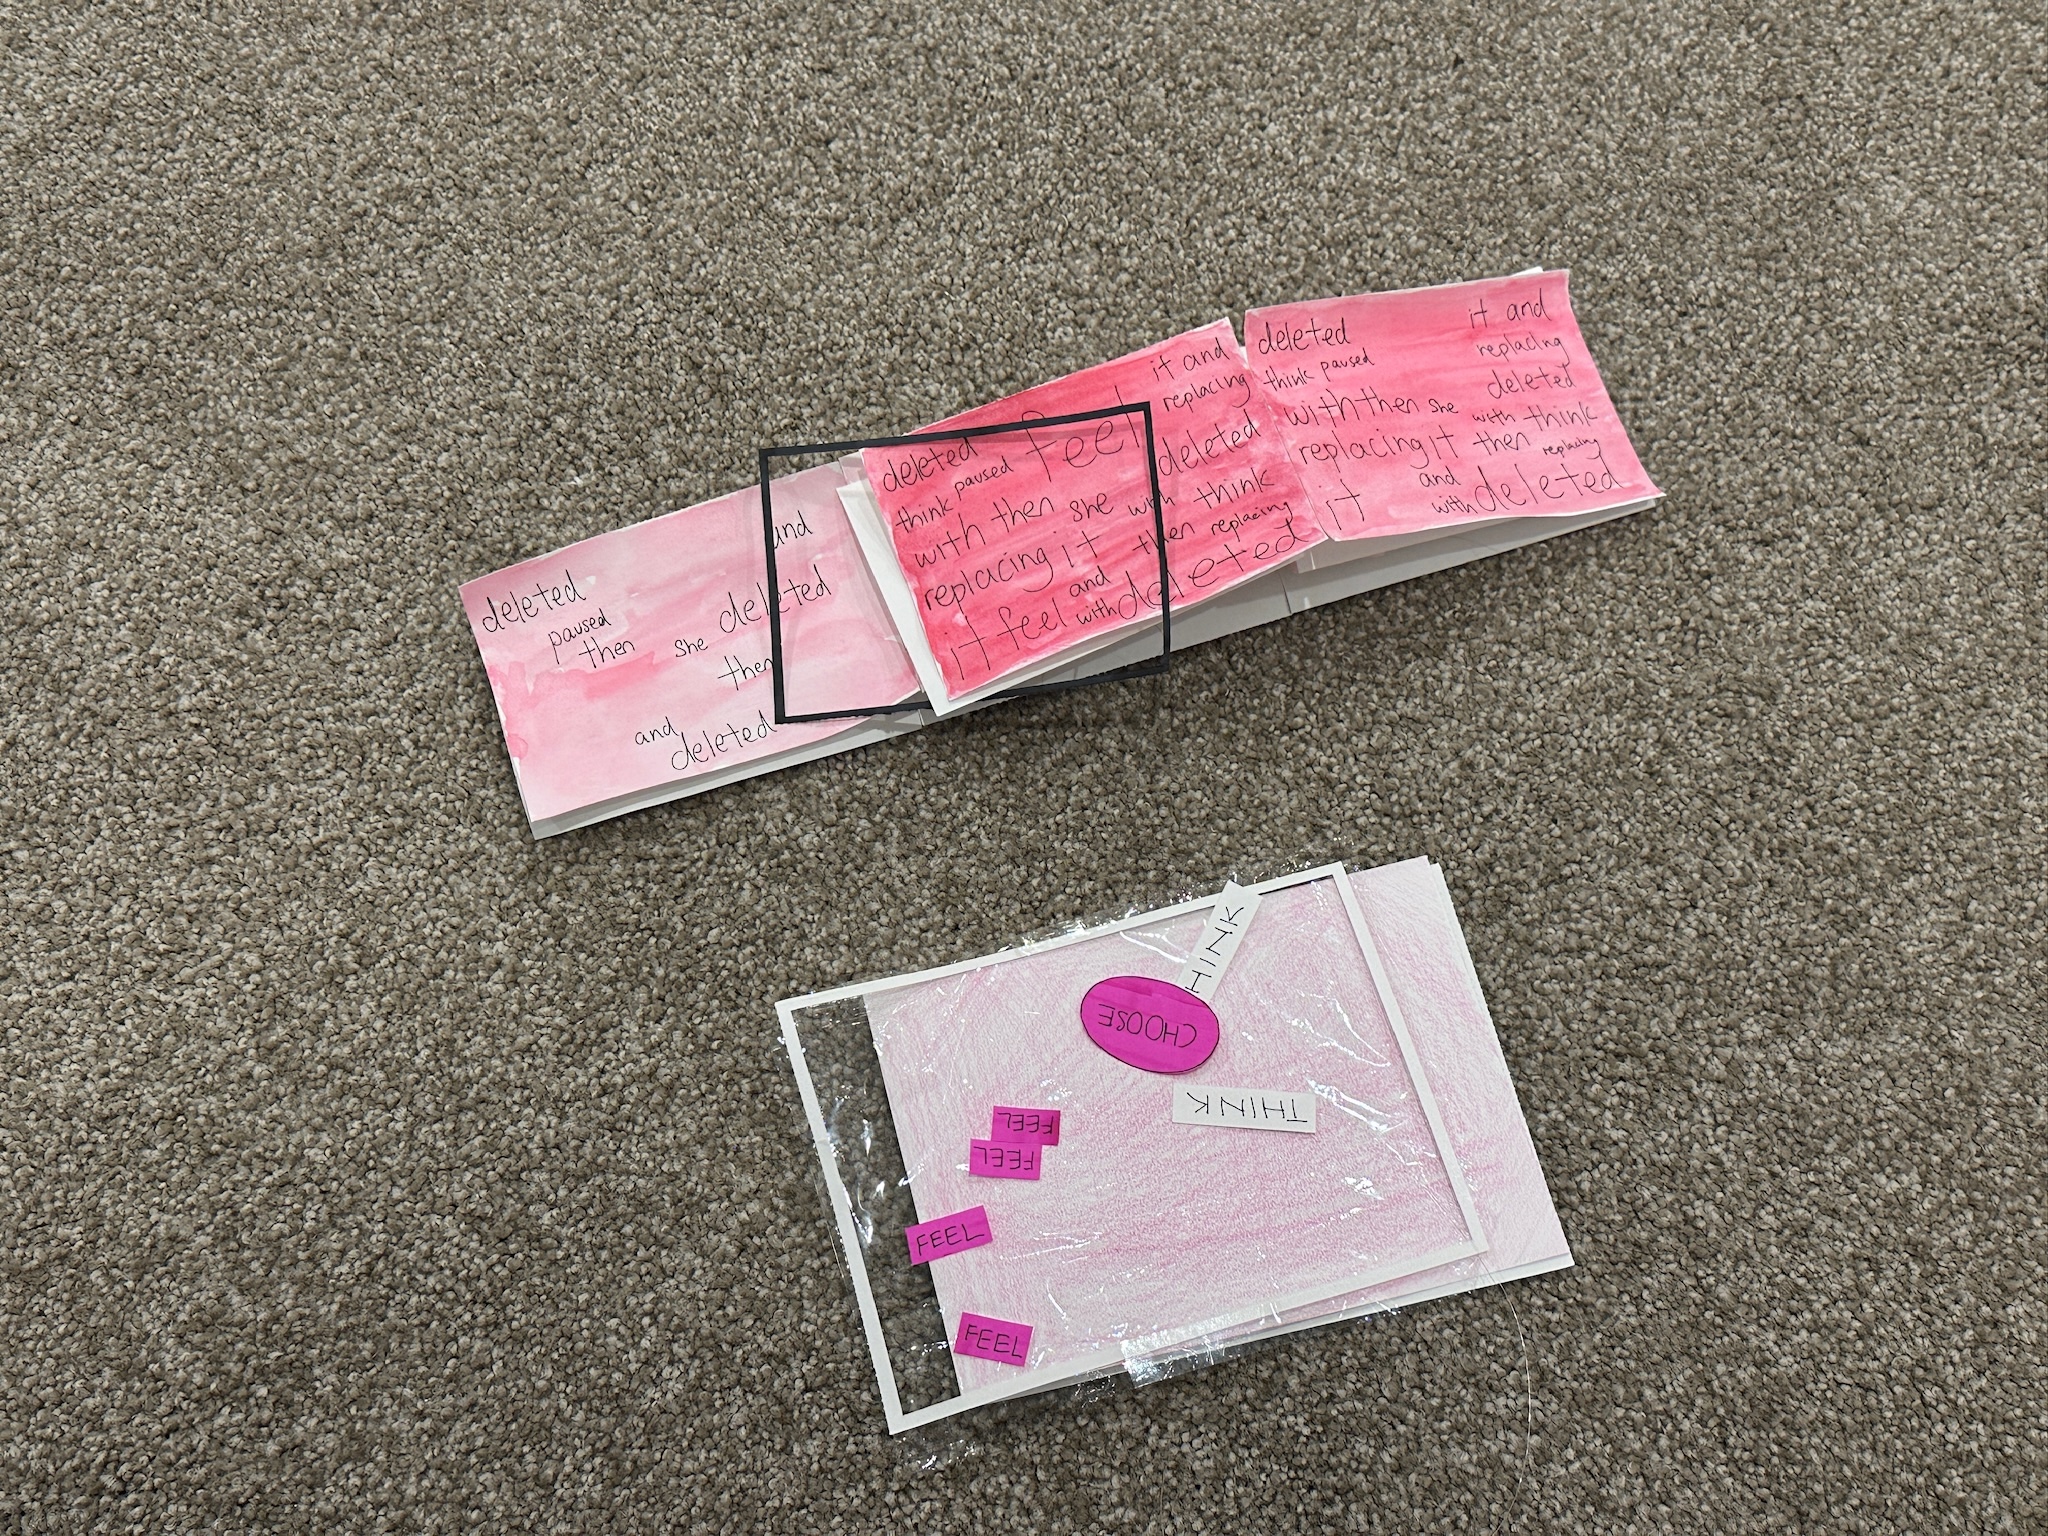 deleted
and
paused
then she deleted
then
and
deleted
deleted feel it and
think paused replacing
with then she deleted
replacing it with think
it feel and then replacing
with deleted
deleted it and
think paused replacing
with then she deleted
replacing it with think
it then replacing
and
with deleted
CHOOSE
THINK
FEEL
FEEL
FEEL
FEEL